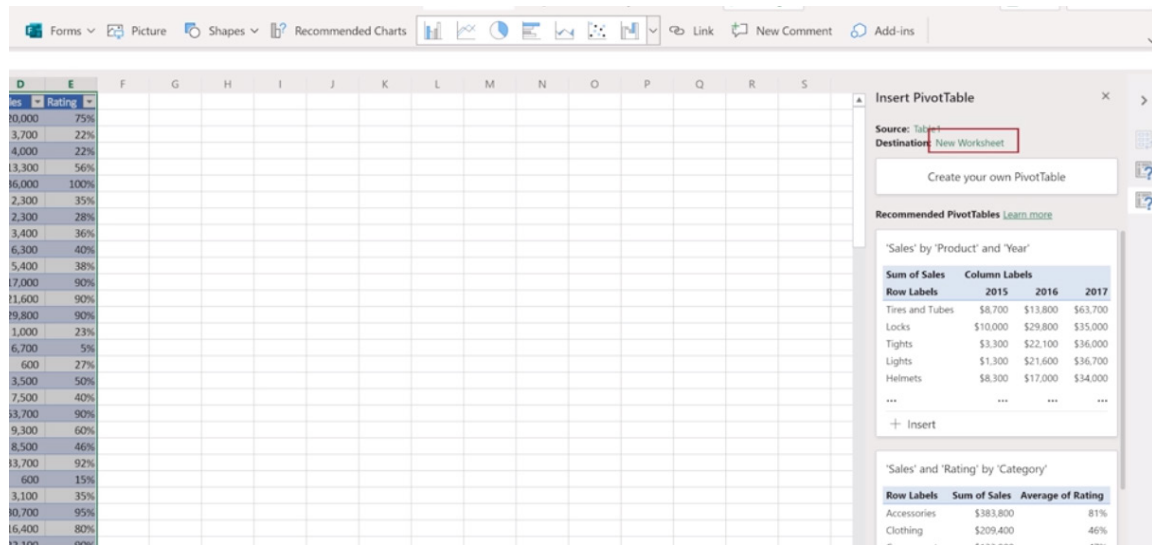 Forms Picture Shapes Recommended Charts Link New Comment Add-ins
D E F G H I J K L M N O P Q R S
les Rating
20,000 75%
3,700 22%
4,000 22%
13,300 56%
36,000 100%
2,300 35%
2,300 28%
3,400 36%
6,300 40%
5,400 38%
17,000 90%
21,600 90%
29,800 90%
1,000 23%
6,700 5%
600 27%
3,500 50%
7,500 40%
63,700 90%
9,300 60%
8,500 46%
33,700 92%
600 15%
3,100 35%
30,700 95%
16,400 80%
90%
Insert PivotTable
Source: Table1
Destination: New Worksheet
Create your own PivotTable
Recommended PivotTables Learn more
'Sales' by 'Product' and 'Year'
Sum of Sales Column Labels
Row Labels 2015 2016 2017
Tires and Tubes $8,700 $13,800 $63,700
Locks $10,000 $29,800 $35,000
Tights $3,300 $22,100 $36,000
Lights $1,300 $21,600 $36,700
Helmets $8,300 $17,000 $34,000
... ... ... ...
+ Insert
'Sales' and 'Rating' by 'Category'
Row Labels Sum of Sales Average of Rating
Accessories $383,800 81%
Clothing $209,400 46%